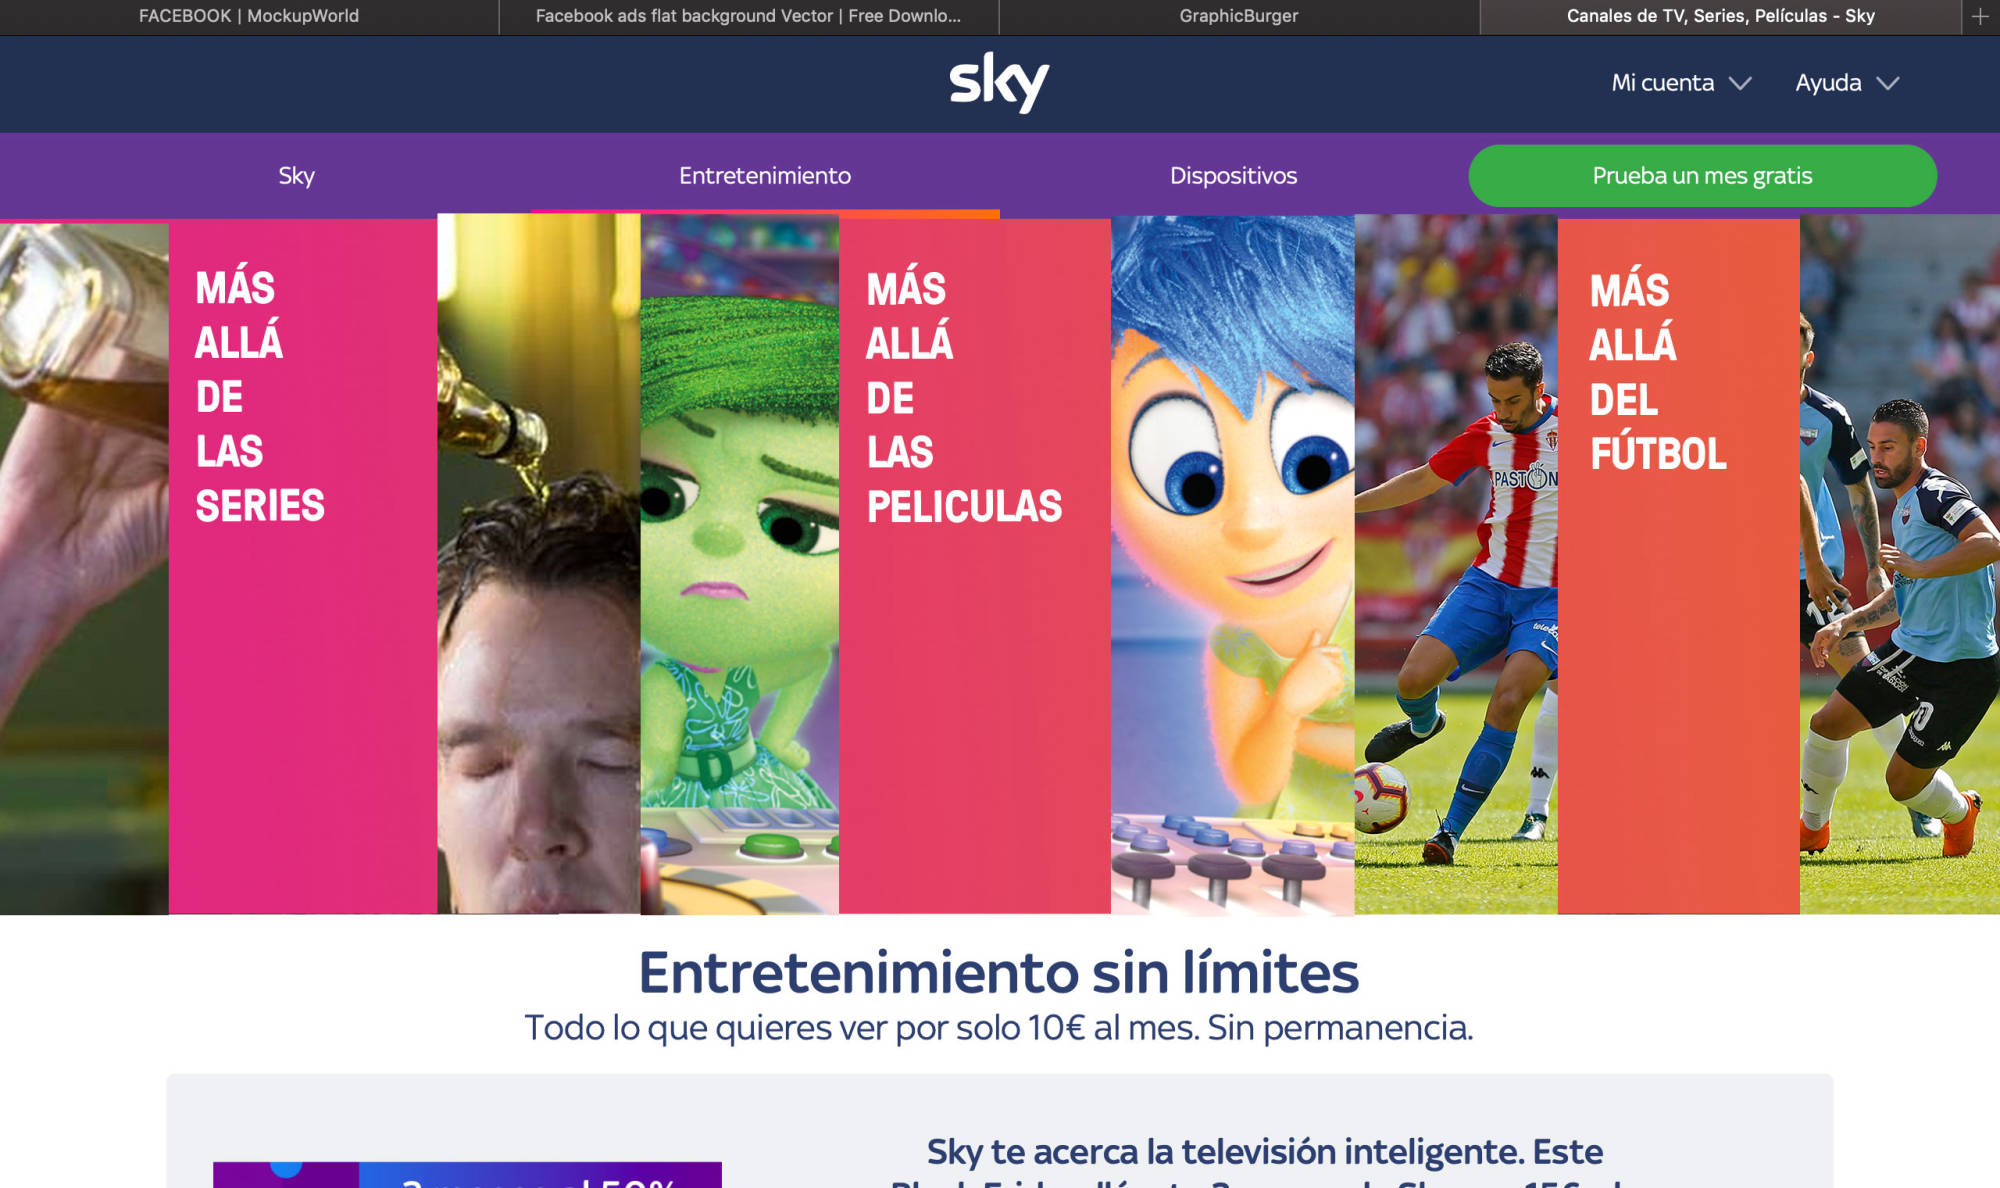 FACEBOOK | MockupWorld
Facebook ads flat background Vector | Free Downlo...
GraphicBurger
Canales de TV, Series, Películas - Sky
sky
Mi cuenta
Ayuda
Sky
Entretenimiento
Dispositivos
Prueba un mes gratis
MÁS
ALLÁ
DE
LAS
SERIES
MÁS
ALLÁ
DE
LAS
PELICULAS
MÁS
ALLÁ
DEL
FÚTBOL
PASTÓN
10
Entretenimiento sin límites
Todo lo que quieres ver por solo 10€ al mes. Sin permanencia.
Sky te acerca la televisión inteligente. Este